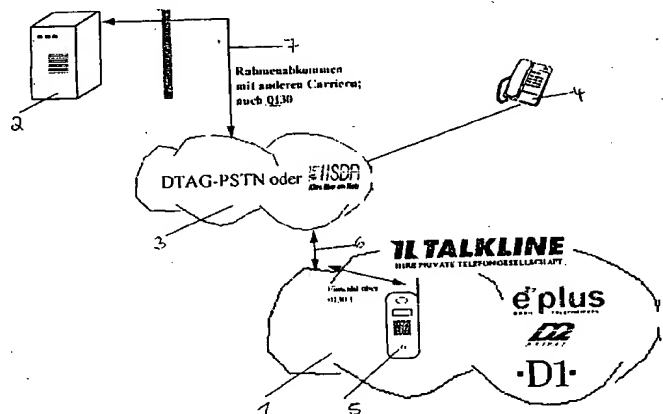 7
Rahmenabkommen
mit anderen Carriern;
auch 0130
2
4
DTAG-PSTN oder
3
6
TALKLINE
IHRE PRIVATE TELEFONGESELLSCHAFT
e plus
D2
·D1·
1
5